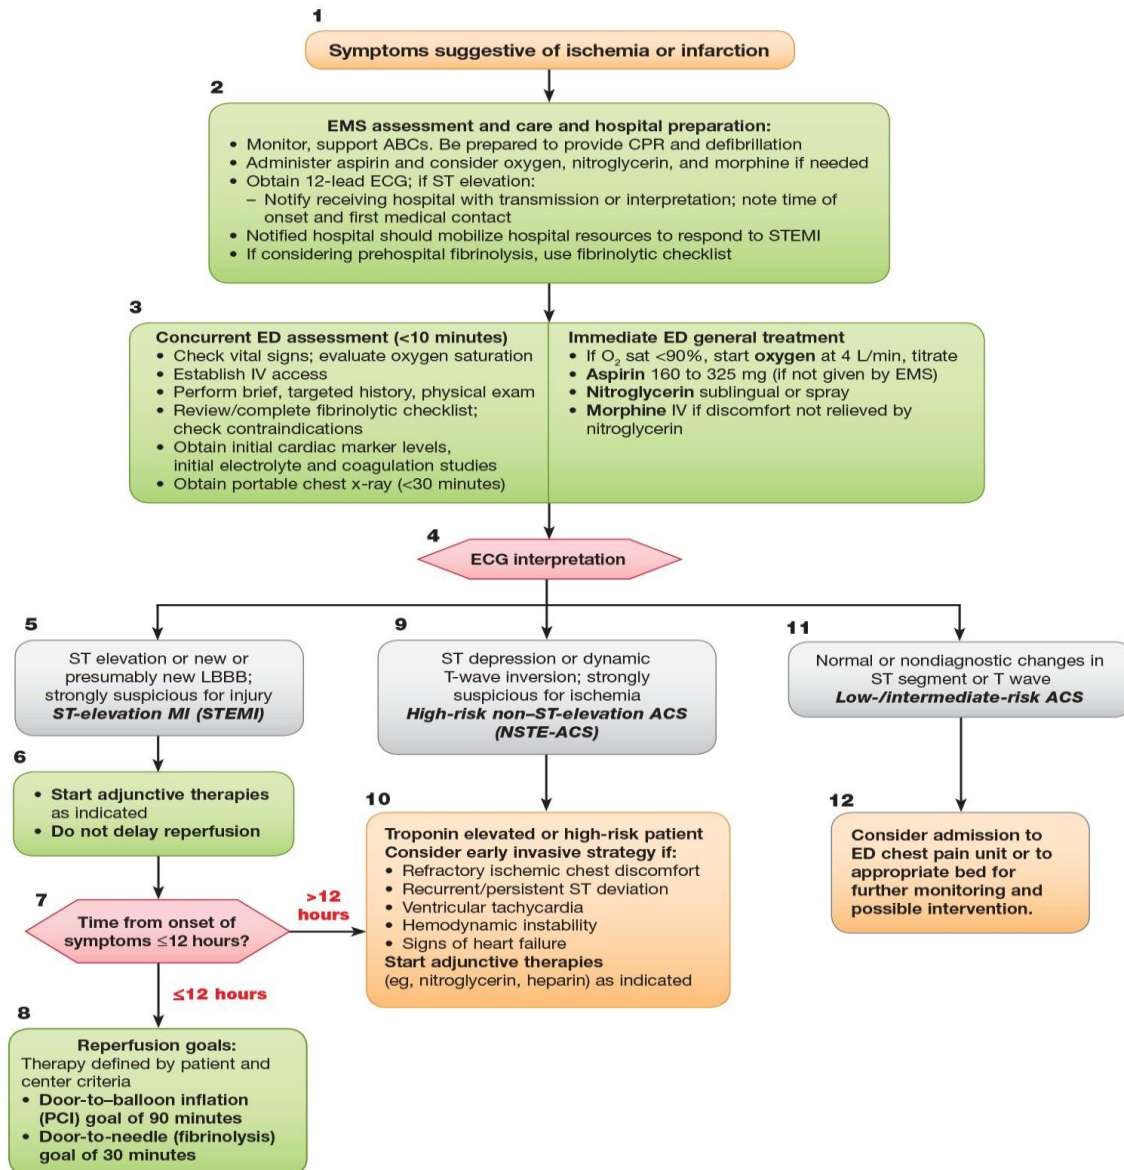 1
Symptoms suggestive of ischemia or infarction
2
EMS assessment and care and hospital preparation:
• Monitor, support ABCs. Be prepared to provide CPR and defibrillation
• Administer aspirin and consider oxygen, nitroglycerin, and morphine if needed
• Obtain 12-lead ECG; if ST elevation:
– Notify receiving hospital with transmission or interpretation; note time of
onset and first medical contact
• Notified hospital should mobilize hospital resources to respond to STEMI
• If considering prehospital fibrinolysis, use fibrinolytic checklist
3
Concurrent ED assessment (<10 minutes)
• Check vital signs; evaluate oxygen saturation
• Establish IV access
• Perform brief, targeted history, physical exam
• Review/complete fibrinolytic checklist;
check contraindications
• Obtain initial cardiac marker levels,
initial electrolyte and coagulation studies
• Obtain portable chest x-ray (<30 minutes)
Immediate ED general treatment
• If O₂ sat <90%, start oxygen at 4 L/min, titrate
• Aspirin 160 to 325 mg (if not given by EMS)
• Nitroglycerin sublingual or spray
• Morphine IV if discomfort not relieved by
nitroglycerin
4
ECG interpretation
5
ST elevation or new or
presumably new LBBB;
strongly suspicious for injury
ST-elevation MI (STEMI)
6
• Start adjunctive therapies
as indicated
• Do not delay reperfusion
7
Time from onset of
symptoms ≤12 hours?
>12
hours
≤12 hours
8
Reperfusion goals:
Therapy defined by patient and
center criteria
• Door-to–balloon inflation
(PCI) goal of 90 minutes
• Door-to-needle (fibrinolysis)
goal of 30 minutes
9
ST depression or dynamic
T-wave inversion; strongly
suspicious for ischemia
High-risk non–ST-elevation ACS
(NSTE-ACS)
10
Troponin elevated or high-risk patient
Consider early invasive strategy if:
• Refractory ischemic chest discomfort
• Recurrent/persistent ST deviation
• Ventricular tachycardia
• Hemodynamic instability
• Signs of heart failure
Start adjunctive therapies
(eg, nitroglycerin, heparin) as indicated
11
Normal or nondiagnostic changes in
ST segment or T wave
Low-/intermediate-risk ACS
12
Consider admission to
ED chest pain unit or to
appropriate bed for
further monitoring and
possible intervention.